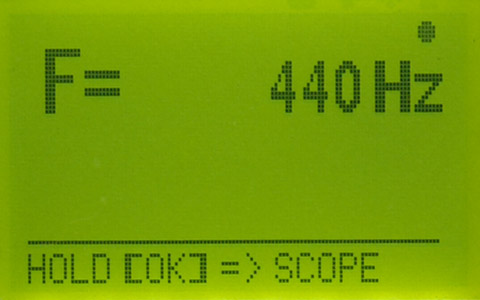 F= 440Hz
HOLD [OK] => SCOPE